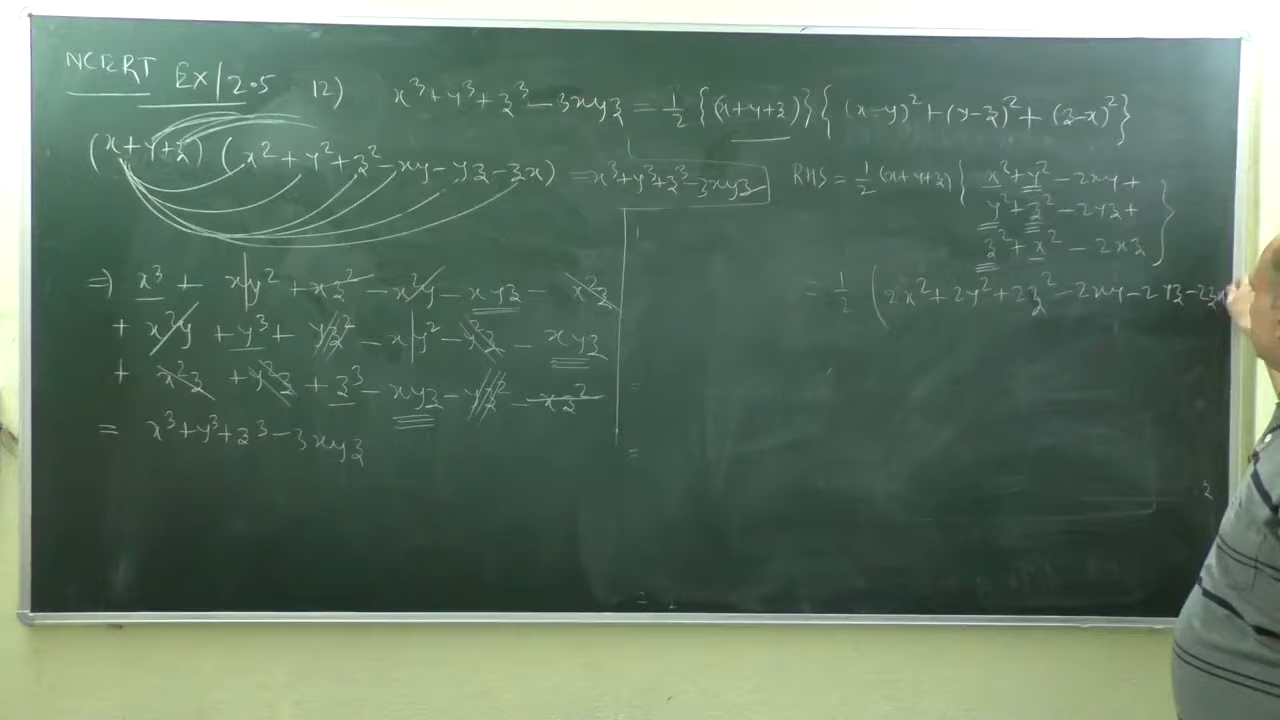 NCERT EX/2.5 12) x³+y³+z³-3xyz = 1/2 {(x+y+z)}{(x-y)²+(y-z)²+(z-x)²}
(x+y+z) (x²+y²+z²-xy-yz-zx) = x³+y³+z³-3xyz
⇒ x³ + xy² + xz² - x²y - xyz - x²z
+ x²y + y³ + yz² - xy² - y²z - xyz
+ x²z + y²z + z³ - xyz - yz² - xz²
= x³+y³+z³-3xyz
RHS = 1/2 (x+y+z) { x²+y²-2xy+
y²+z²-2yz+
z²+x²-2xz }
= 1/2 (2x²+2y²+2z²-2xy-2yz-2zx